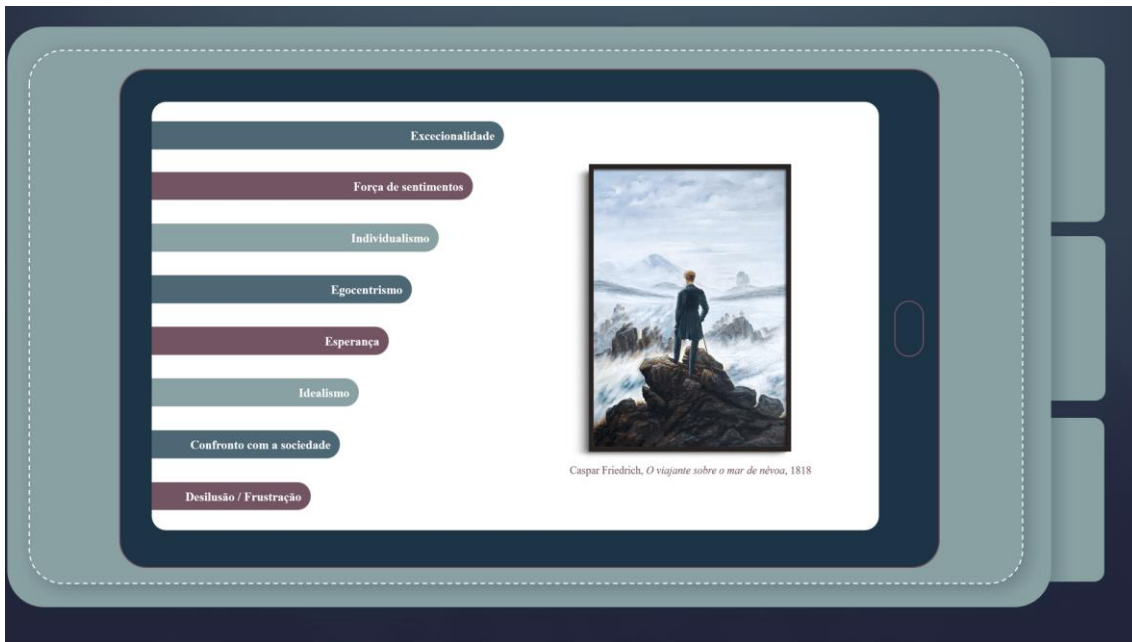 Excecionalidade
Força de sentimentos
Individualismo
Egocentrismo
Esperança
Idealismo
Confronto com a sociedade
Desilusão / Frustração
Caspar Friedrich, O viajante sobre o mar de névoa, 1818